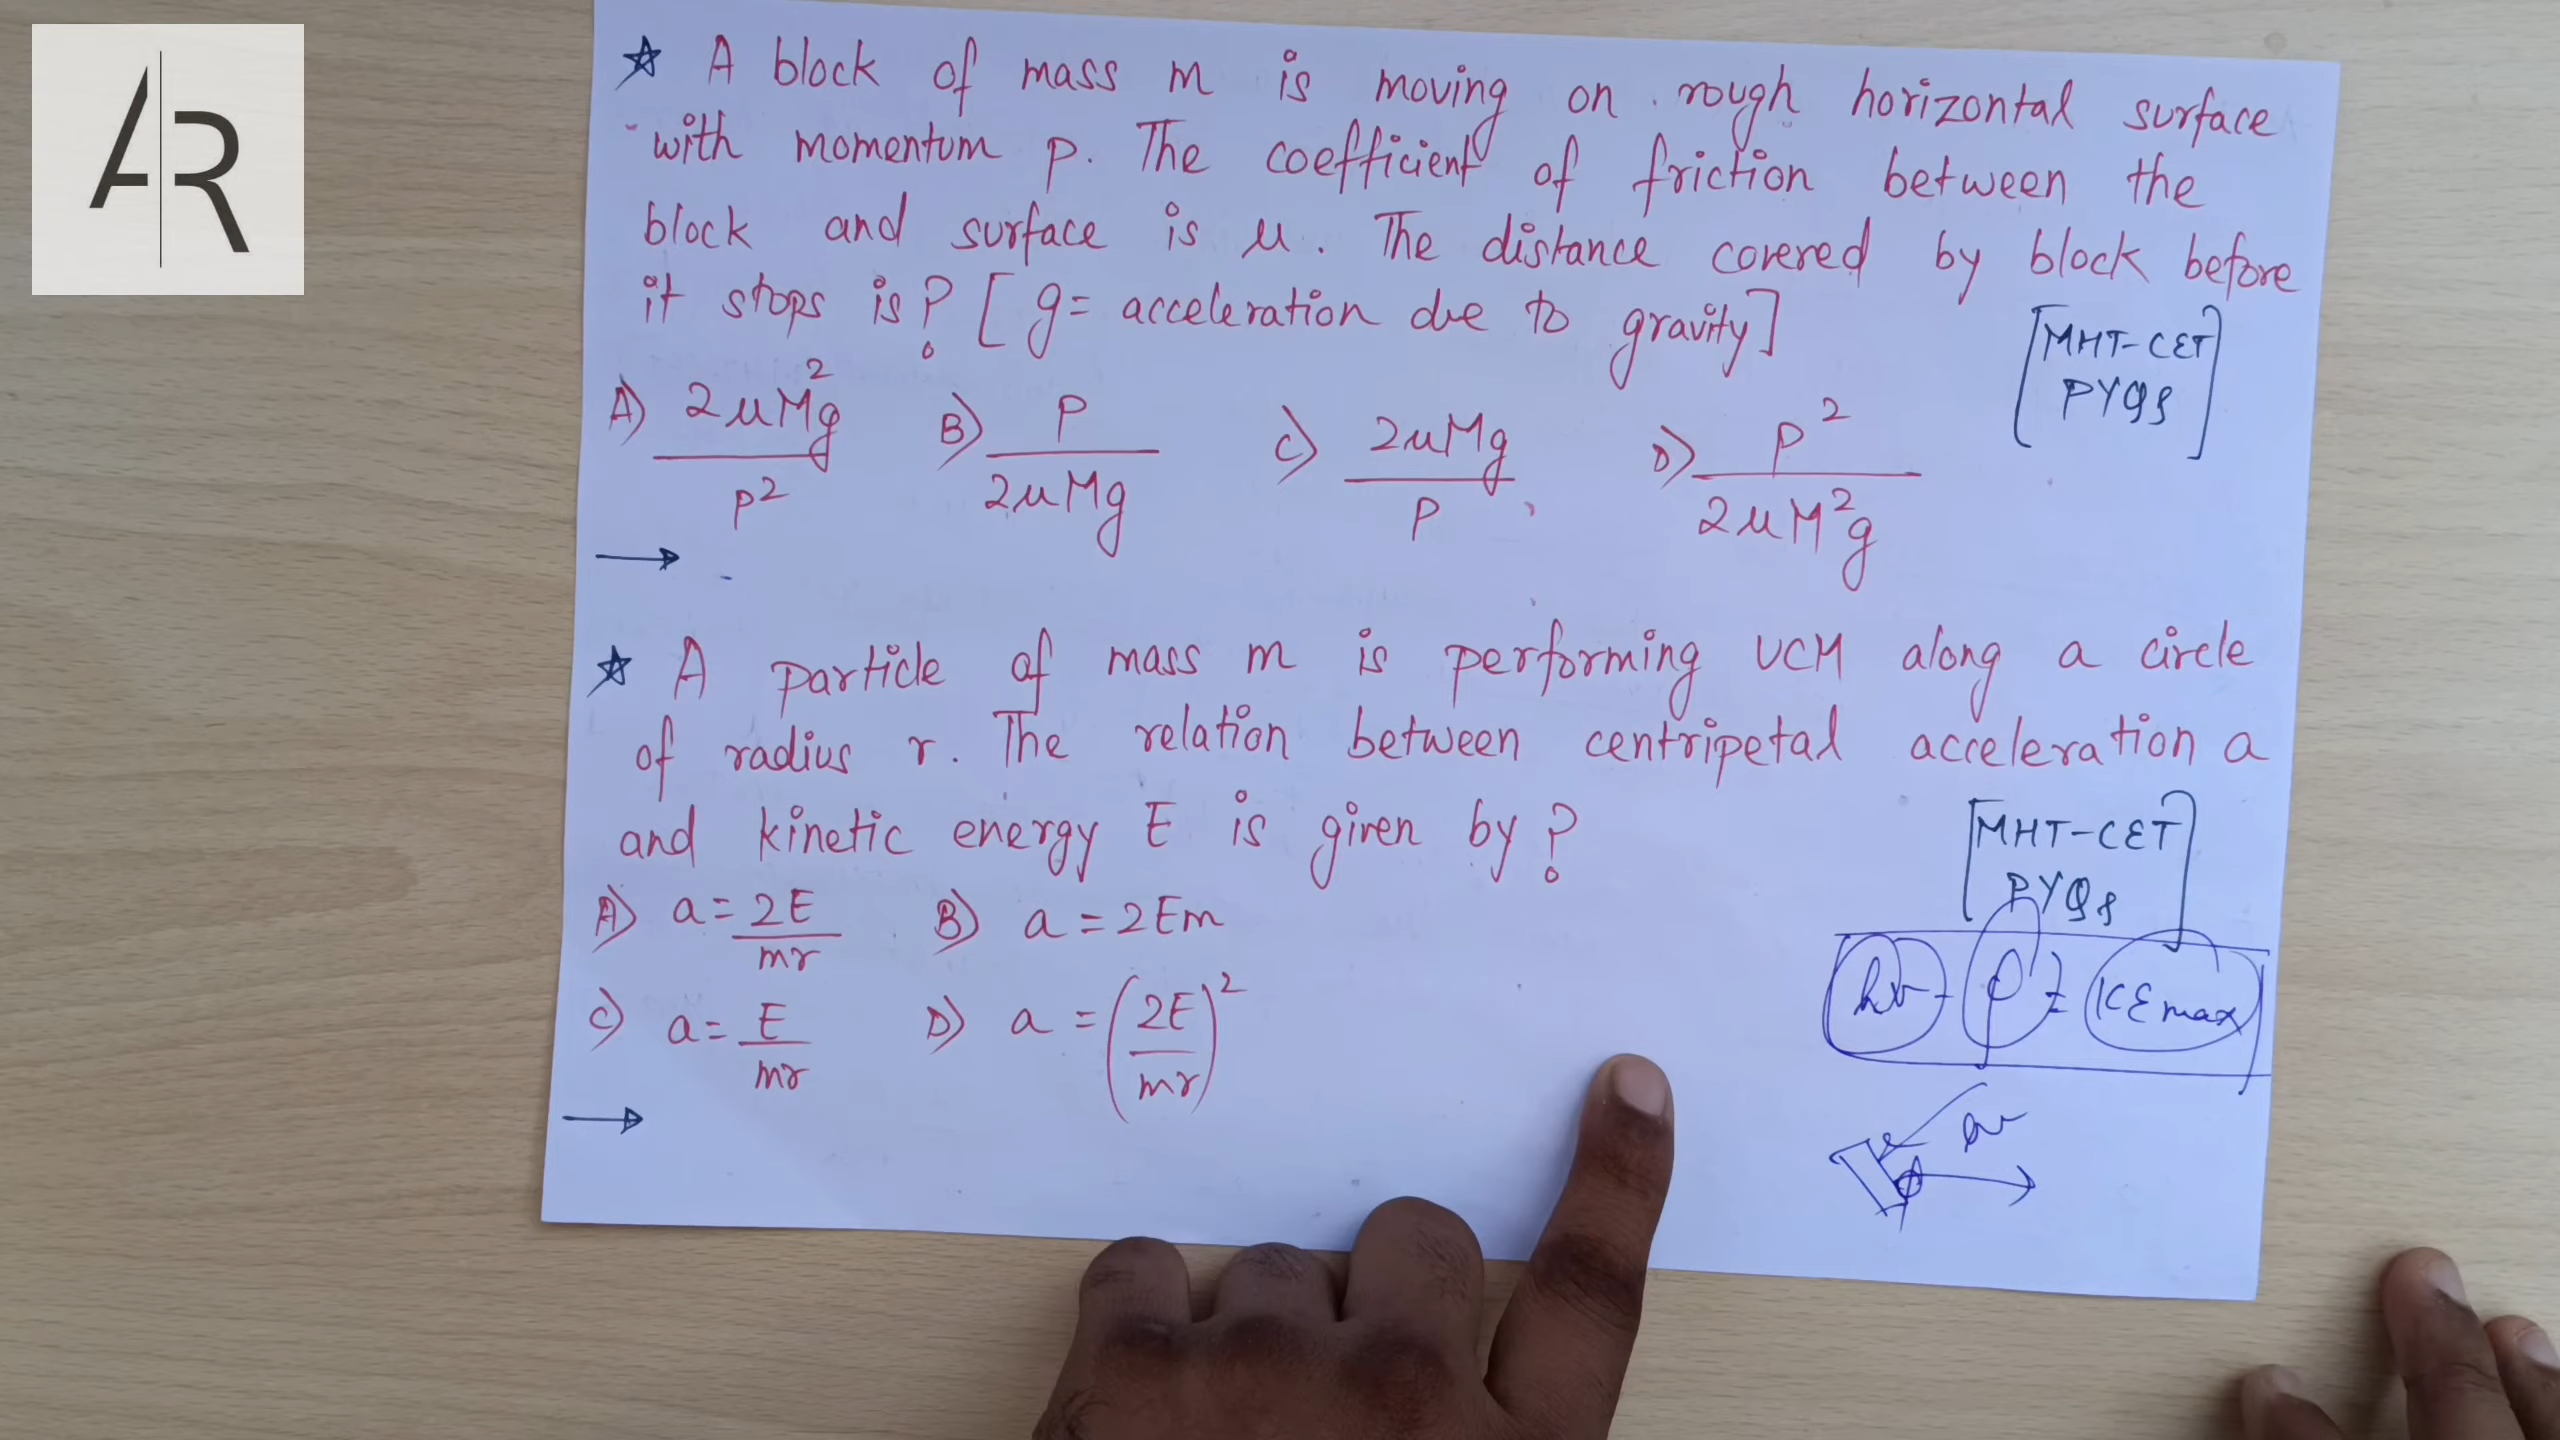 AR
☆ A block of mass m is moving on rough horizontal surface
with momentum p. The coefficient of friction between the
block and surface is μ. The distance covered by block before
it stops is? [g= acceleration due to gravity]
[MHT-CET
PYQs]
A) 2μM²g / p² B) P / 2μMg C) 2μMg / P D) P² / 2μM²g
→
☆ A particle of mass m is performing UCM along a circle
of radius r. The relation between centripetal acceleration a
and kinetic energy E is given by?
[MHT-CET
PYQs]
A) a = 2E / mr B) a = 2Em
C) a = E / mr D) a = (2E / mr)²
→
KEmax